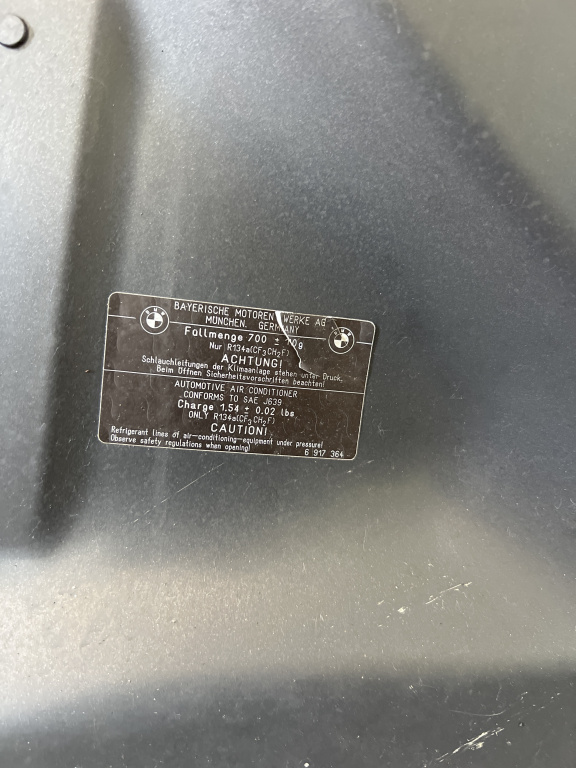 BAYERISCHE MOTOREN WERKE AG
MÜNCHEN, GERMANY
Füllmenge 700 ± 10g
Nur R134a(CF3CH2F)
ACHTUNG!
Schlauchleitungen der Klimaanlage stehen unter Druck.
Beim Öffnen Sicherheitsvorschriften beachten!
AUTOMOTIVE AIR CONDITIONER
CONFORMS TO SAE J639
Charge 1.54 ± 0.02 lbs
ONLY R134a(CF3CH2F)
CAUTION!
Refrigerant lines of air-conditioning-equipment under pressure!
Observe safety regulations when opening!
6 917 364